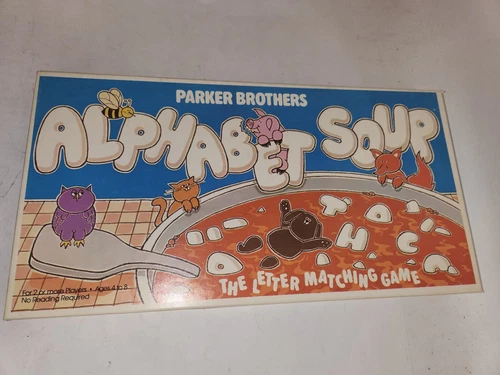 PARKER BROTHERS
ALPHABET SOUP
T O
O H C
THE LETTER MATCHING GAME
For 2 or more Players • Ages 4 to 8
No Reading Required